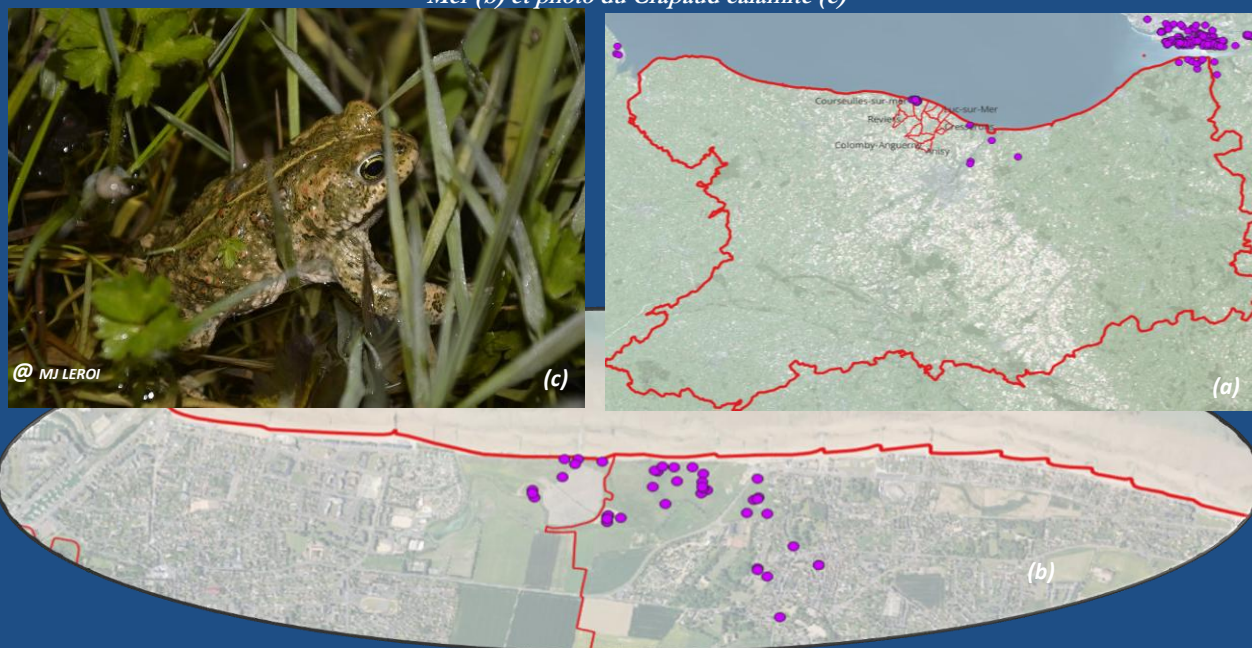 Mer (b) et photo du Crapaud calamite (c)
Courseulles-sur-mer
Luc-sur-Mer
Reviers
Colomby-Anguerny
Anisy
(a)
@ MJ LEROI
(c)
(b)